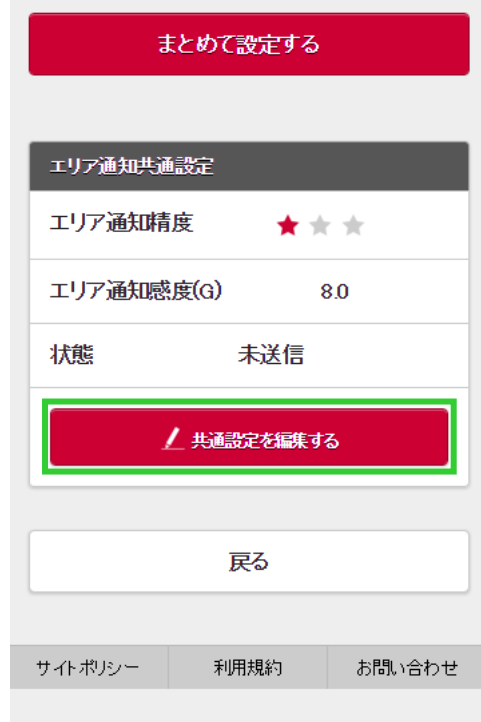 まとめて設定する
エリア通知共通設定
エリア通知精度 ★★★
エリア通知感度(G) 8.0
状態 未送信
共通設定を編集する
戻る
サイトポリシー 利用規約 お問い合わせ